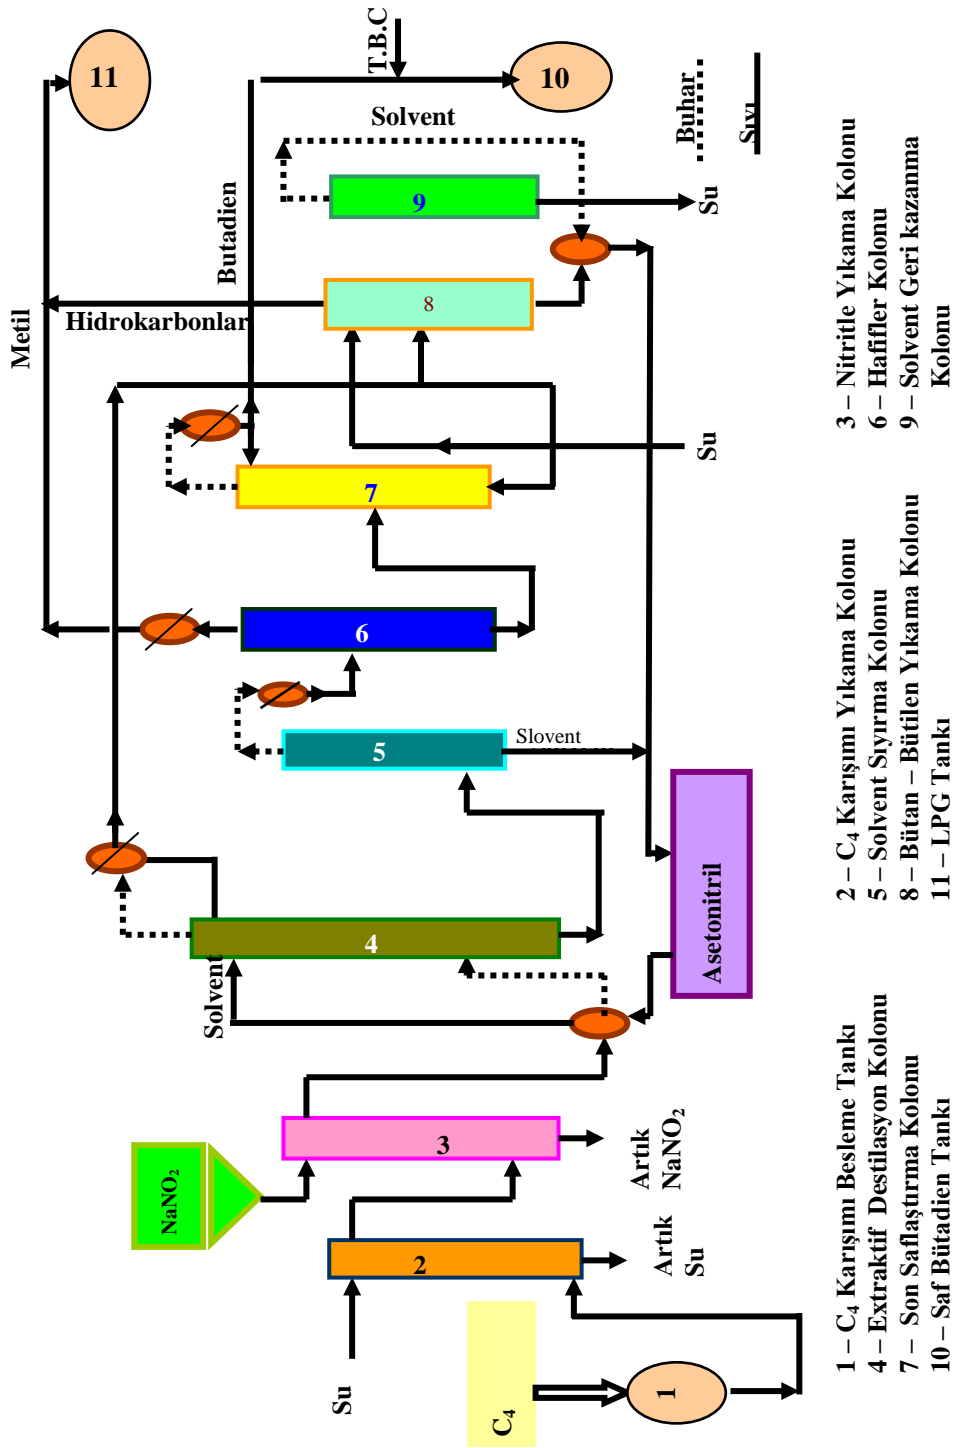 11
T.B.C
10
Solvent
Buhar
Sıvı
9
Su
Butadien
Metil
Hidrokarbonlar
8
Su
7
6
5
Slovent
4
Solvent
Asetonitril
NaNO₂
3
Artık
NaNO₂
2
Artık
Su
Su
C₄
1
1 – C₄ Karışımı Besleme Tankı
2 – C₄ Karışımı Yıkama Kolonu
3 – Nitritle Yıkama Kolonu
4 – Extraktif Destilasyon Kolonu
5 – Solvent Sıyırma Kolonu
6 – Hafifler Kolonu
7 – Son Saflaştırma Kolonu
8 – Bütan – Bütilen Yıkama Kolonu
9 – Solvent Geri kazanma
Kolonu
10 – Saf Bütadien Tankı
11 – LPG Tankı